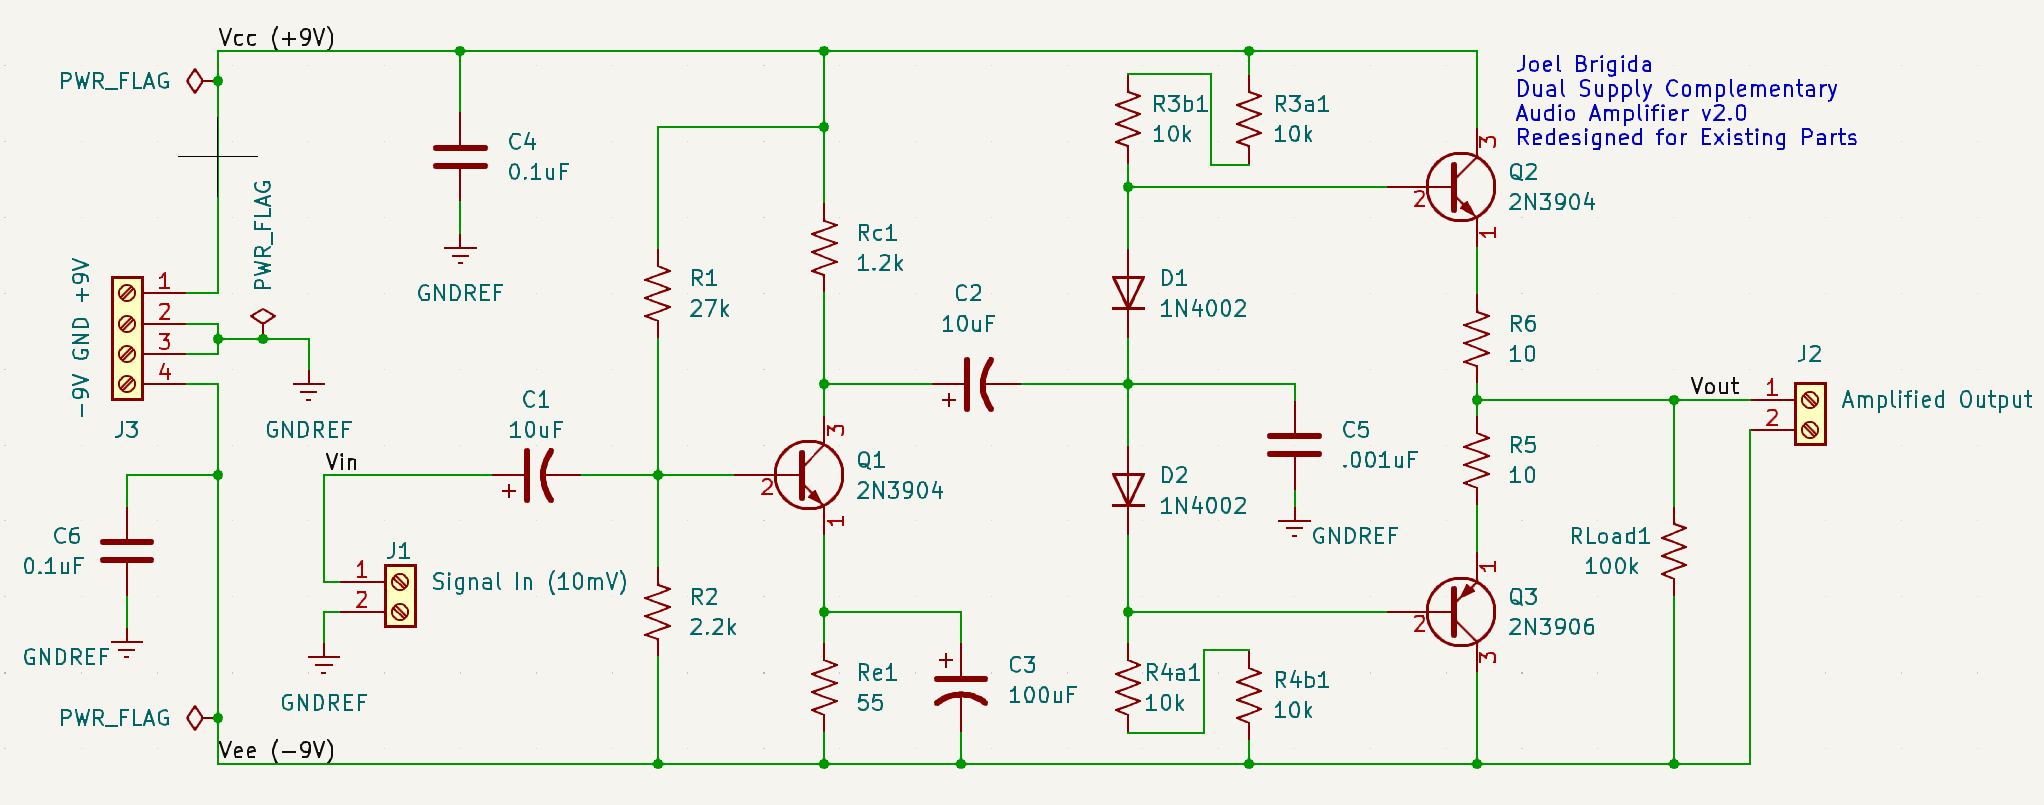 Vcc (+9V)
PWR_FLAG
Joel Brigida
Dual Supply Complementary
Audio Amplifier v2.0
Redesigned for Existing Parts
C4
0.1uF
GNDREF
R3b1
10k
R3a1
10k
3
Q2
2N3904
2
1
PWR_FLAG
-9V GND +9V
1
2
3
4
J3
GNDREF
R1
27k
Rc1
1.2k
C2
10uF
+
D1
1N4002
R6
10
J2
Vout
1
2
Amplified Output
C1
10uF
+
Vin
3
Q1
2N3904
2
1
D2
1N4002
C5
.001uF
GNDREF
R5
10
C6
0.1uF
GNDREF
J1
1
2
Signal In (10mV)
GNDREF
R2
2.2k
RLoad1
100k
1
Q3
2N3906
2
3
Re1
55
+
C3
100uF
R4a1
10k
R4b1
10k
PWR_FLAG
Vee (-9V)